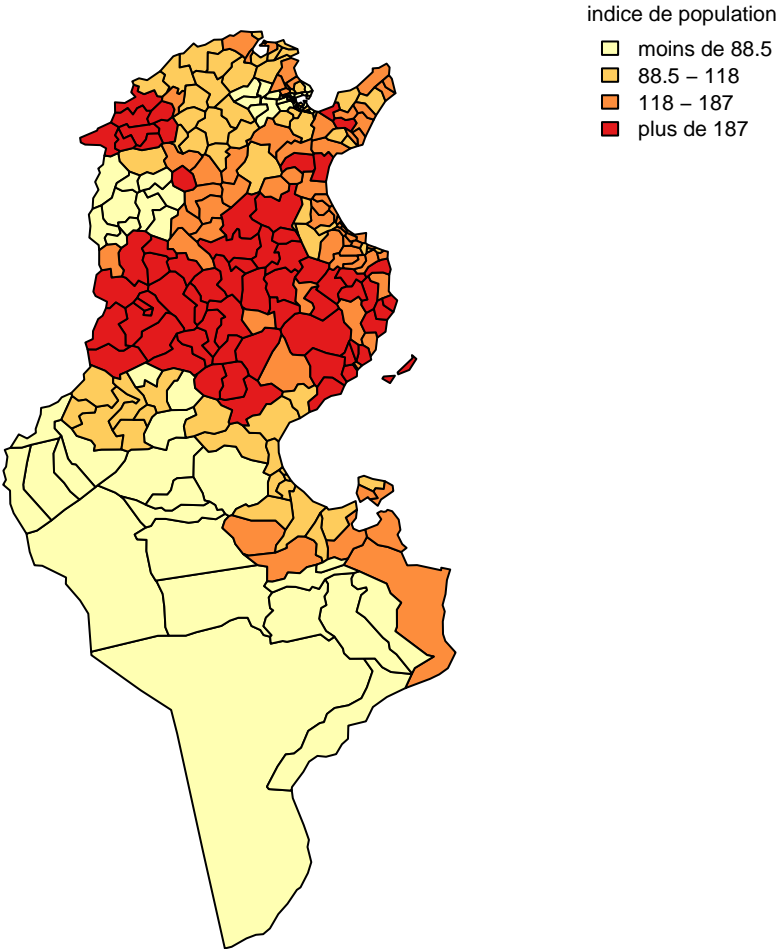 indice de population
moins de 88.5
88.5 − 118
118 − 187
plus de 187